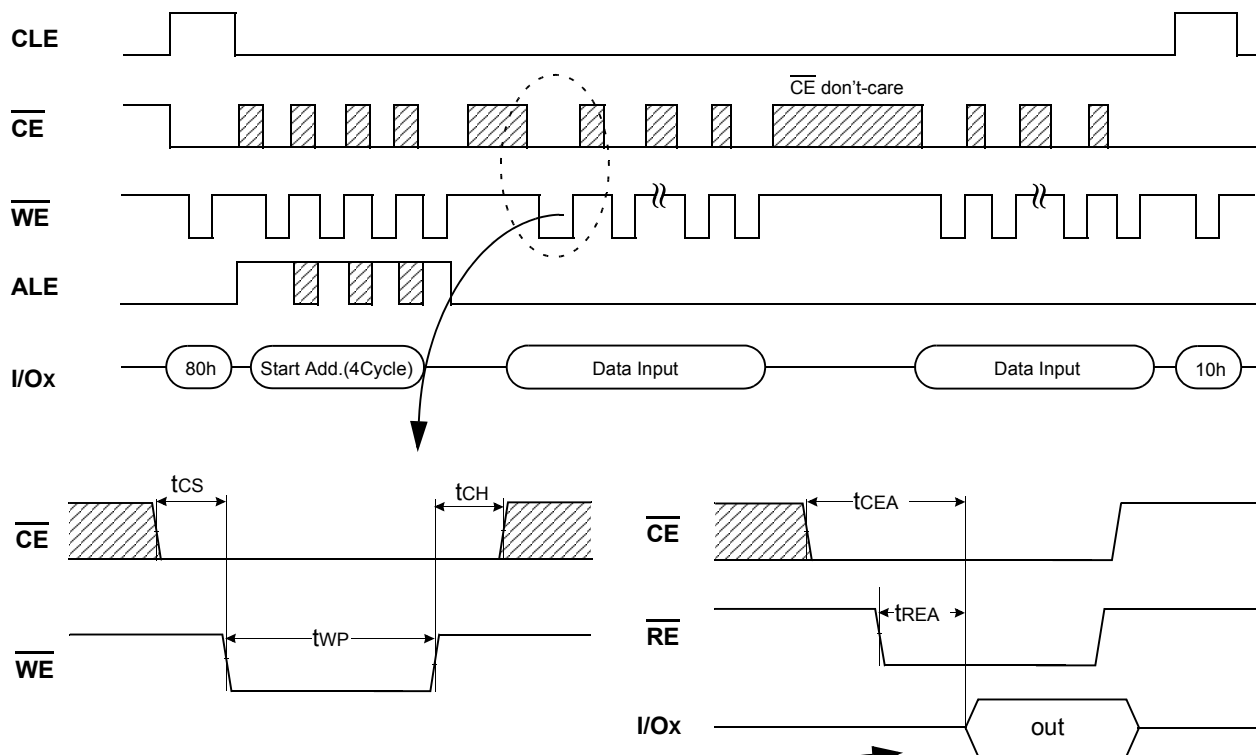 CLE
CE don't-care
CE
WE
ALE
I/Ox 80h Start Add.(4Cycle) Data Input Data Input 10h
tCS tCH
CE
tWP
WE
tCEA
CE
tREA
RE
I/Ox out